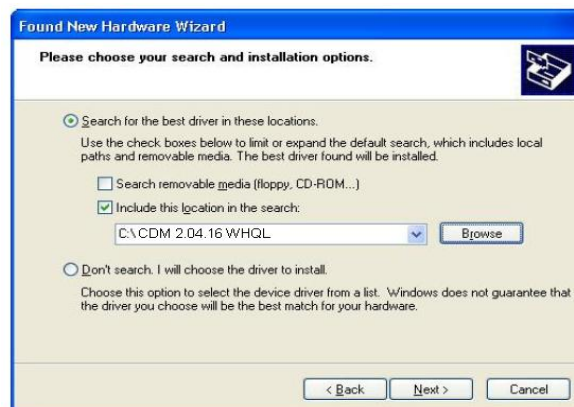 Found New Hardware Wizard
Please choose your search and installation options.
Search for the best driver in these locations.
Use the check boxes below to limit or expand the default search, which includes local
paths and removable media. The best driver found will be installed.
Search removable media (floppy, CD-ROM...)
Include this location in the search:
C:\CDM 2.04.16 WHQL
Browse
Don't search. I will choose the driver to install.
Choose this option to select the device driver from a list. Windows does not guarantee that
the driver you choose will be the best match for your hardware.
< Back
Next >
Cancel